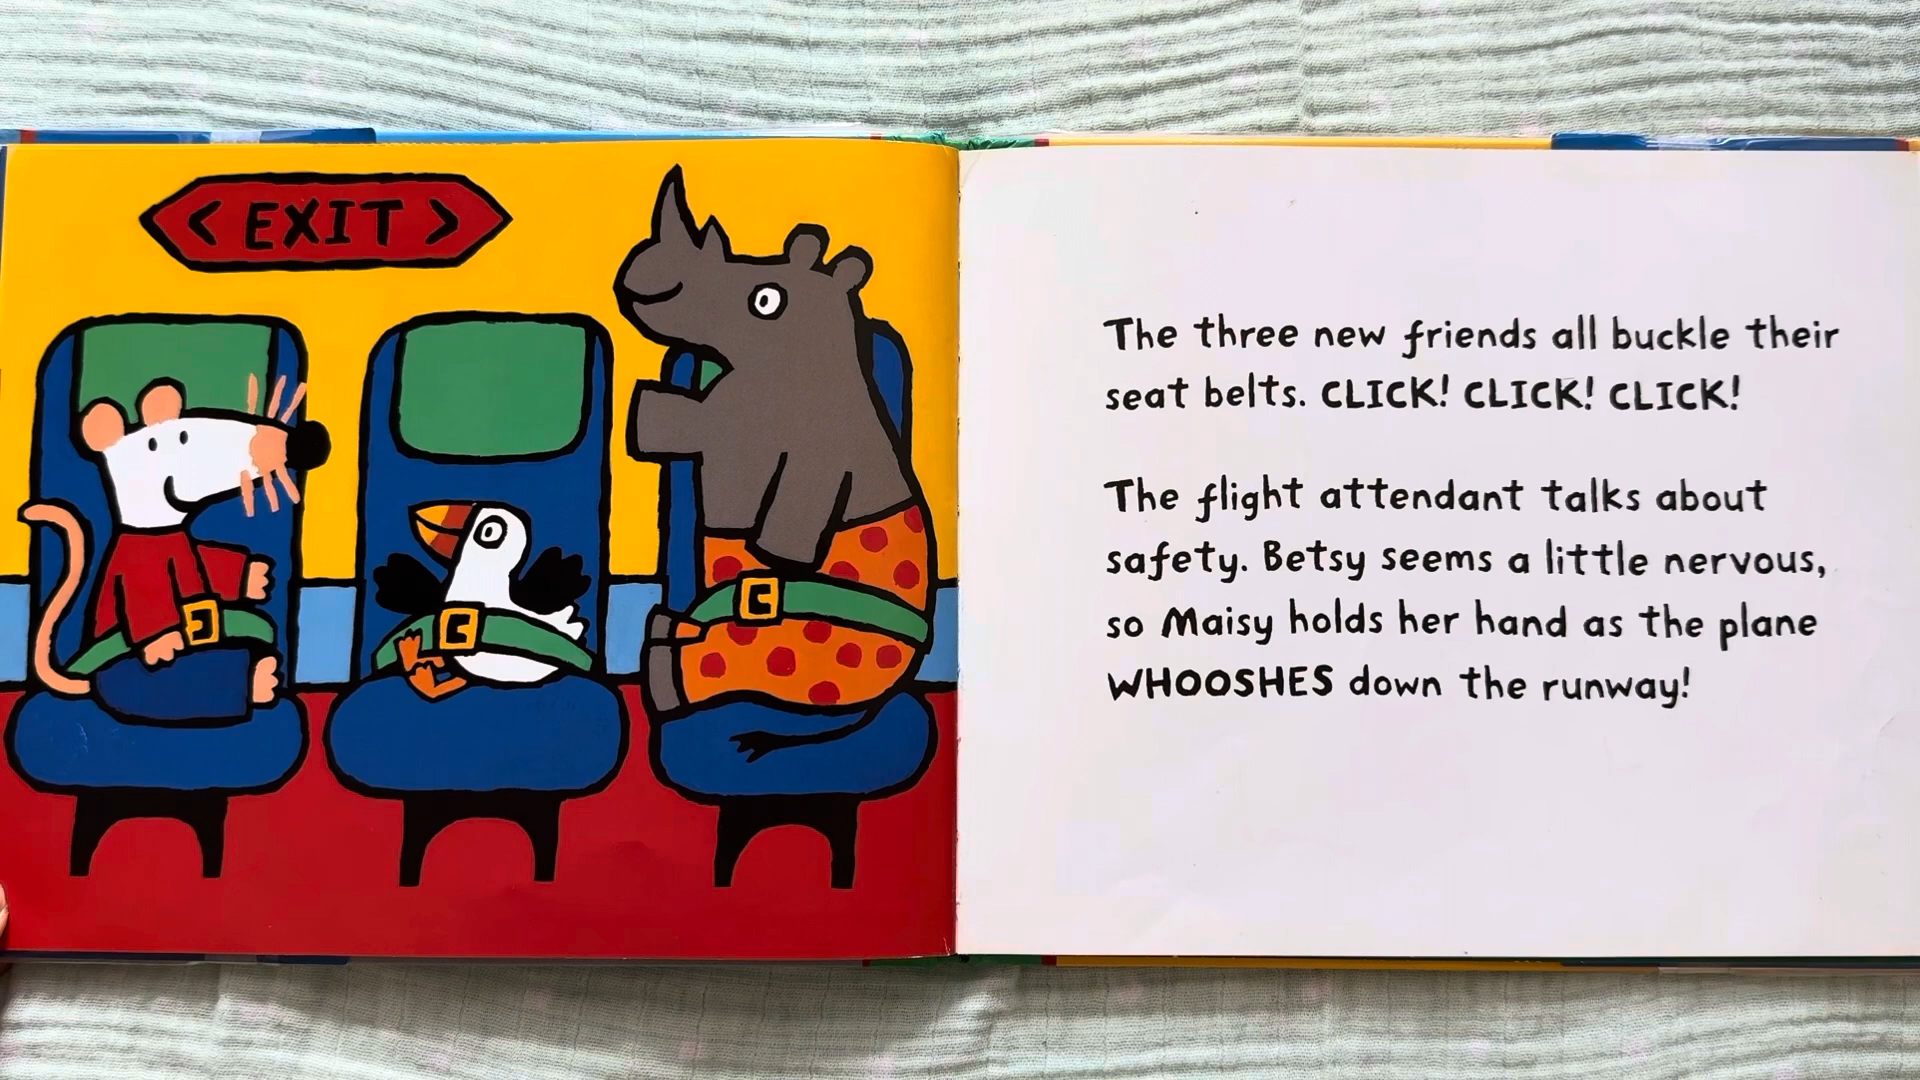 < EXIT >
The three new friends all buckle their
seat belts. CLICK! CLICK! CLICK!
The flight attendant talks about
safety. Betsy seems a little nervous,
so Maisy holds her hand as the plane
WHOOSHES down the runway!